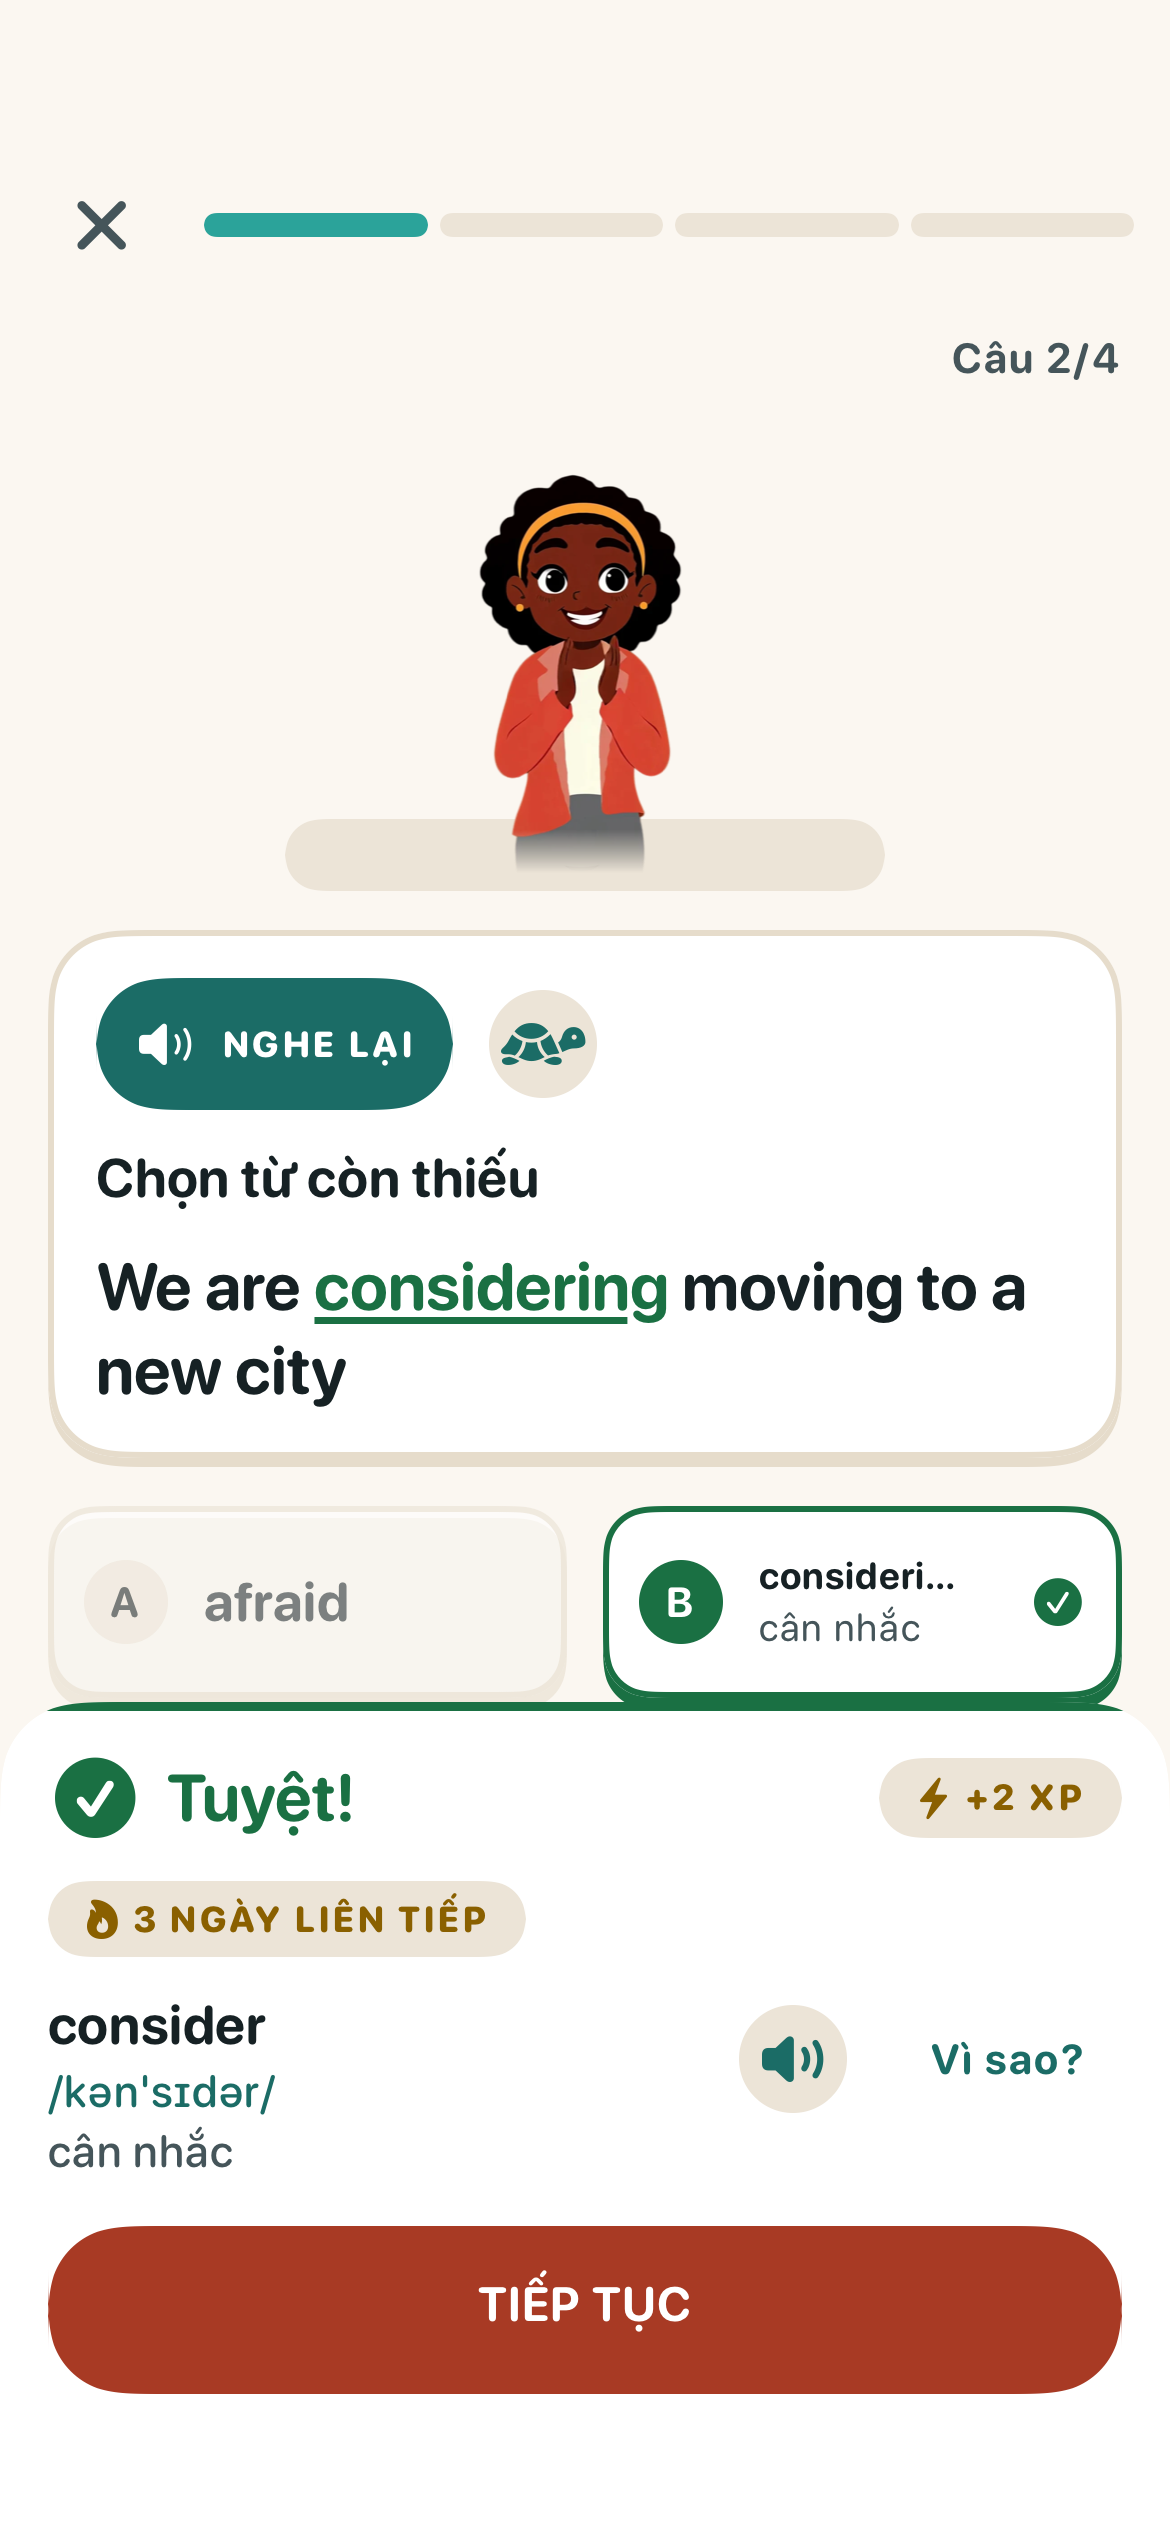 Câu 2/4
NGHE LẠI
Chọn từ còn thiếu
We are considering moving to a
new city
A
afraid
B
consideri...
cân nhắc
Tuyệt!
+2 XP
3 NGÀY LIÊN TIẾP
consider
/kən'sɪdər/
cân nhắc
Vì sao?
TIẾP TỤC